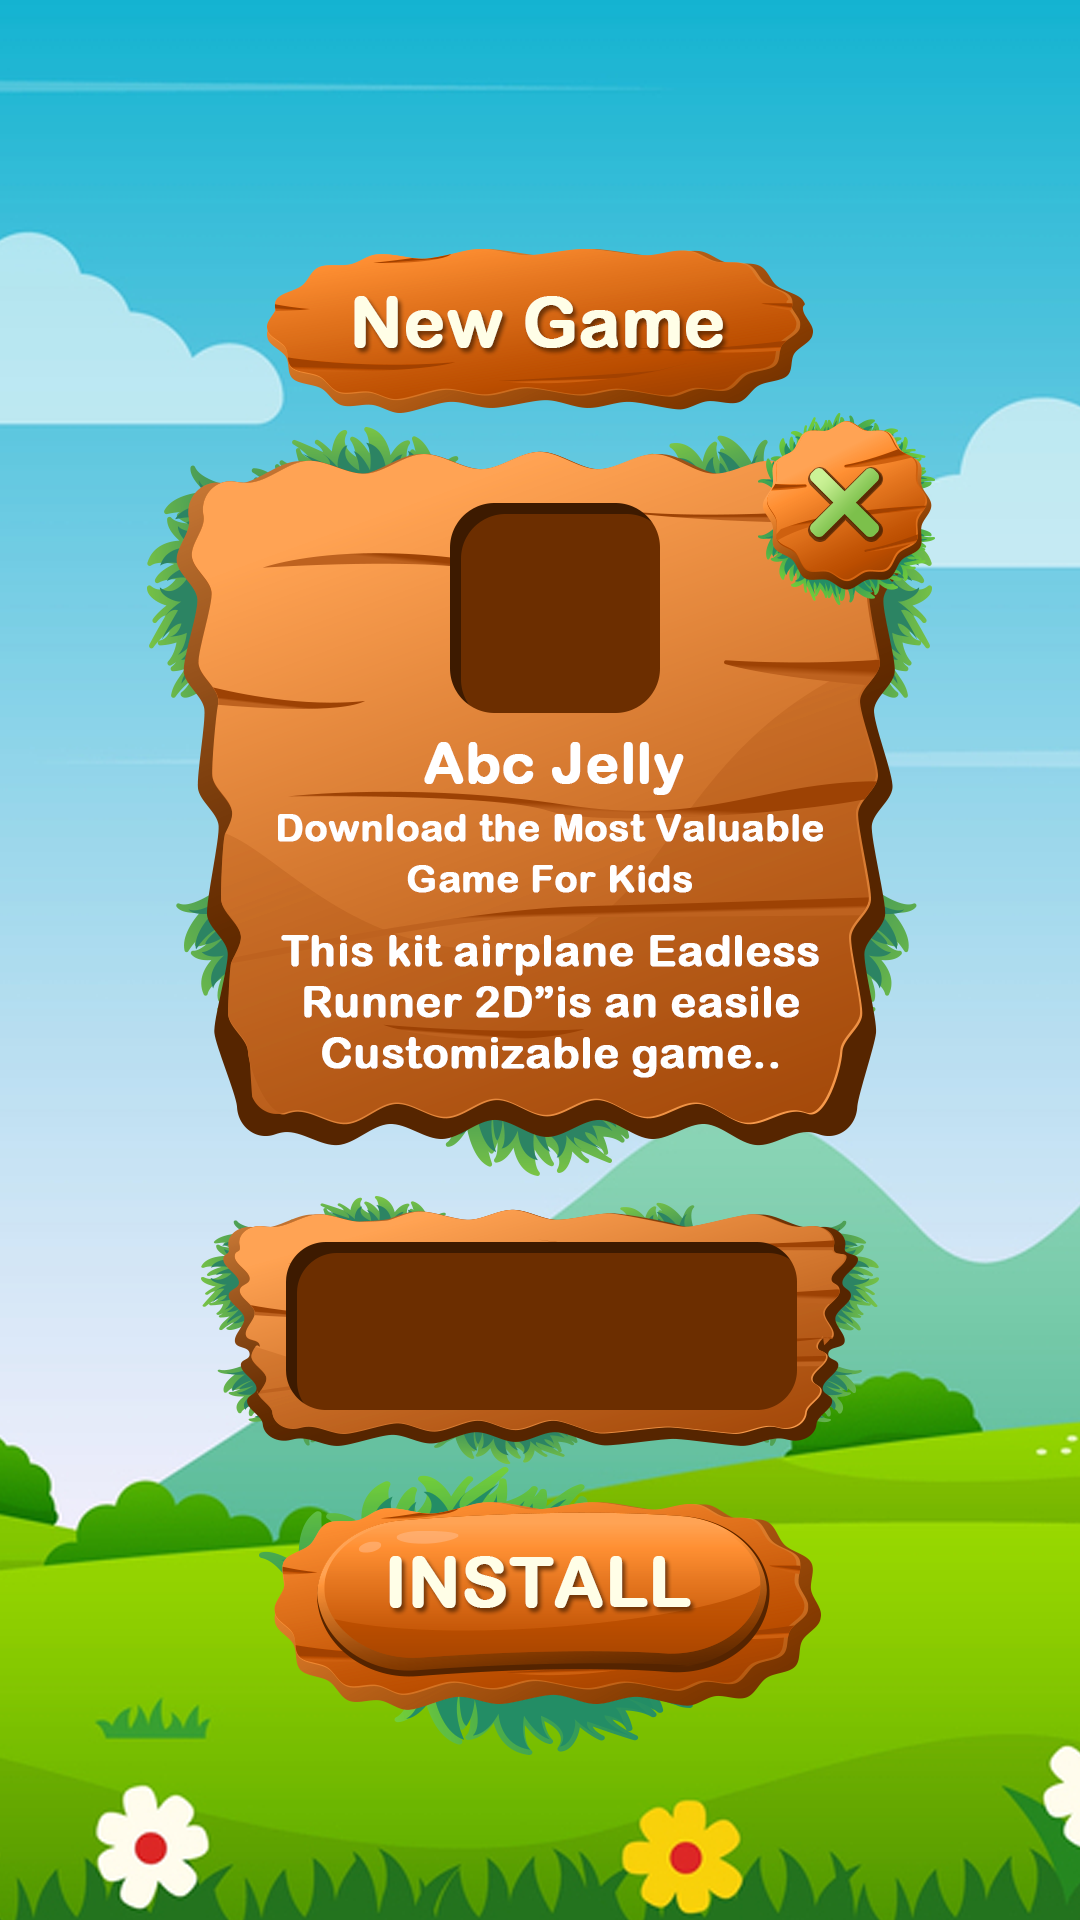 New Game
Abc Jelly
Download the Most Valuable
Game For Kids
This kit airplane Eadless
Runner 2D”is an easile
Customizable game..
INSTALL